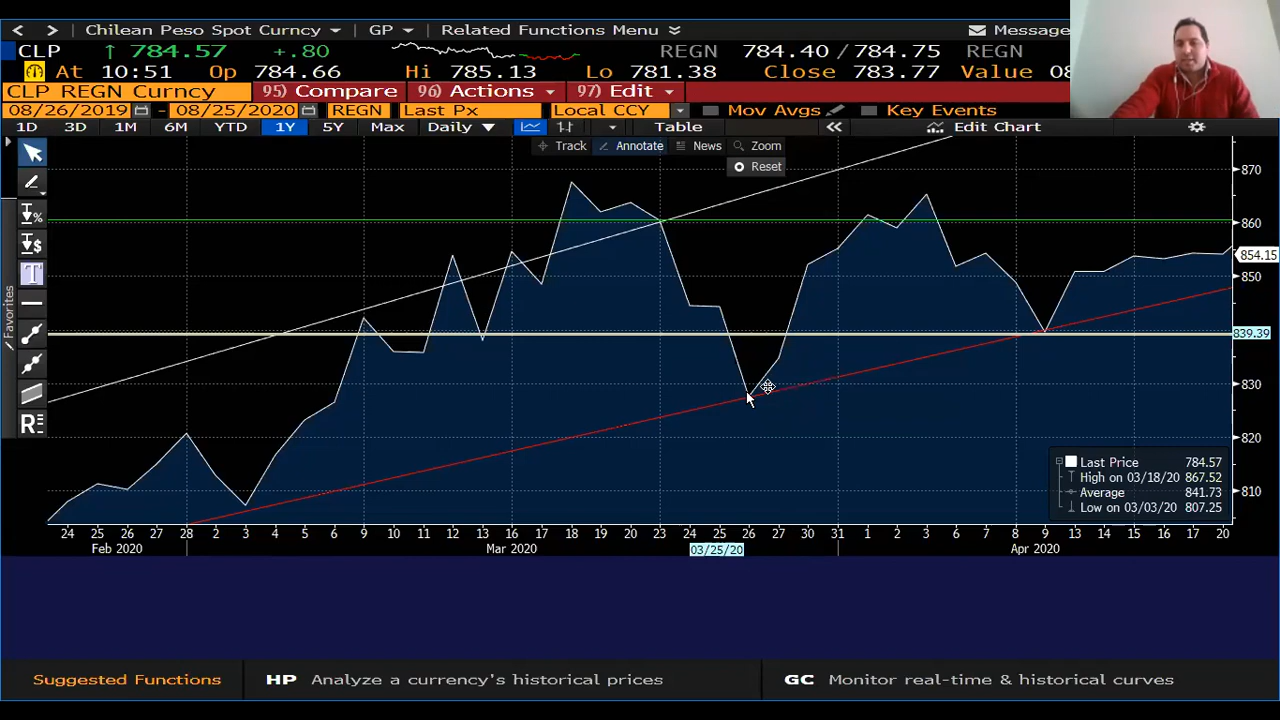 Chilean Peso Spot Curncy GP Related Functions Menu Message
CLP ↑ 784.57 +.80 REGN 784.40 / 784.75 REGN
At 10:51 Op 784.66 Hi 785.13 Lo 781.38 Close 783.77 Value 08
CLP REGN Curncy 95) Compare 96) Actions 97) Edit
08/26/2019 - 08/25/2020 REGN Last Px Local CCY Mov Avgs Key Events
1D 3D 1M 6M YTD 1Y 5Y Max Daily Table Edit Chart
Track Annotate News Zoom
Reset
Favorites
T
R
870
860
854.15
850
839.39
830
820
810
Last Price 784.57
High on 03/18/20 867.52
Average 841.73
Low on 03/03/20 807.25
24 25 26 27 28 2 3 4 5 6 9 10 11 12 13 16 17 18 19 20 23 24 25 26 27 30 31 1 2 3 6 7 8 9 13 14 15 16 17 20
Feb 2020 Mar 2020 03/25/20 Apr 2020
Suggested Functions HP Analyze a currency's historical prices GC Monitor real-time & historical curves